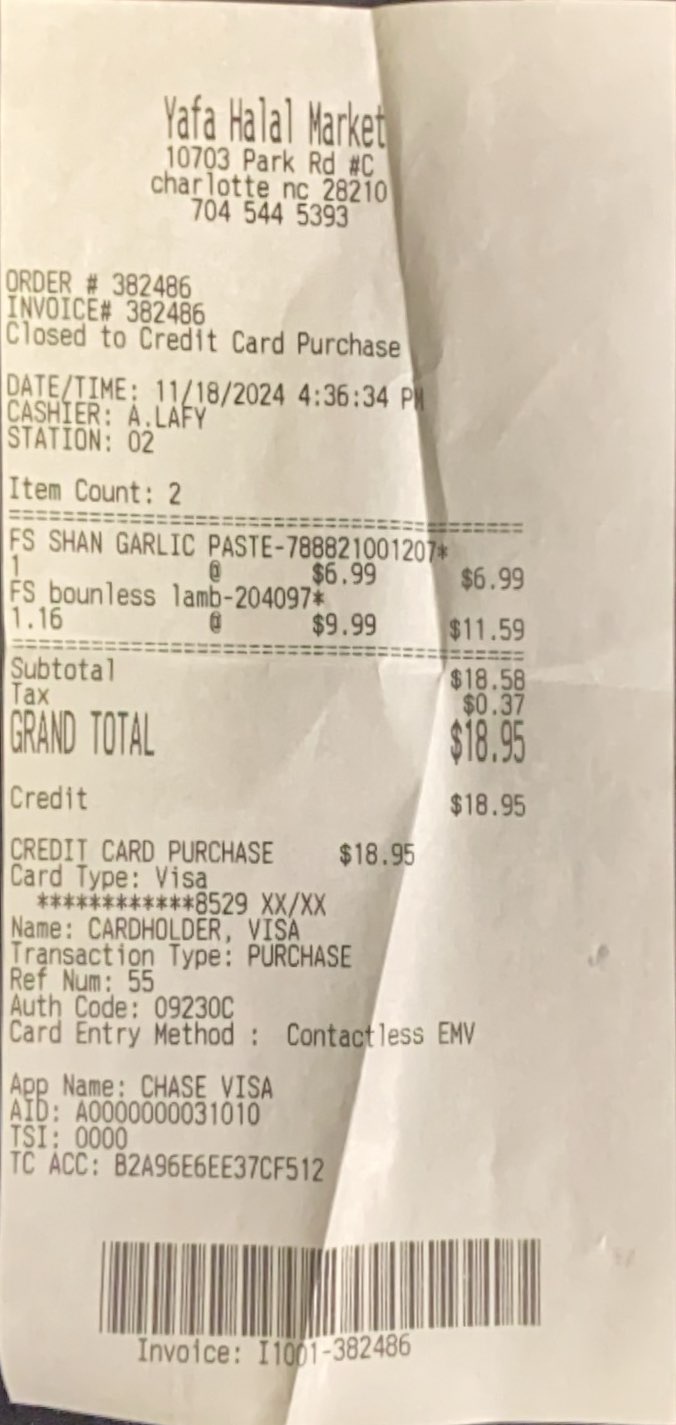 Yafa Halal Market
10703 Park Rd #C
charlotte nc 28210
704 544 5393
ORDER # 382486
INVOICE# 382486
Closed to Credit Card Purchase
DATE/TIME: 11/18/2024 4:36:34 PM
CASHIER: A.LAFY
STATION: 02
Item Count: 2
========================================
FS SHAN GARLIC PASTE-788821001207*
1 @ $6.99 $6.99
FS bounless lamb-204097*
1.16 @ $9.99 $11.59
========================================
Subtotal $18.58
Tax $0.37
GRAND TOTAL $18.95
Credit $18.95
CREDIT CARD PURCHASE $18.95
Card Type: Visa
************8529 XX/XX
Name: CARDHOLDER, VISA
Transaction Type: PURCHASE
Ref Num: 55
Auth Code: 09230C
Card Entry Method : Contactless EMV
App Name: CHASE VISA
AID: A0000000031010
TSI: 0000
TC ACC: B2A96E6EE37CF512
Invoice: I1001-382486